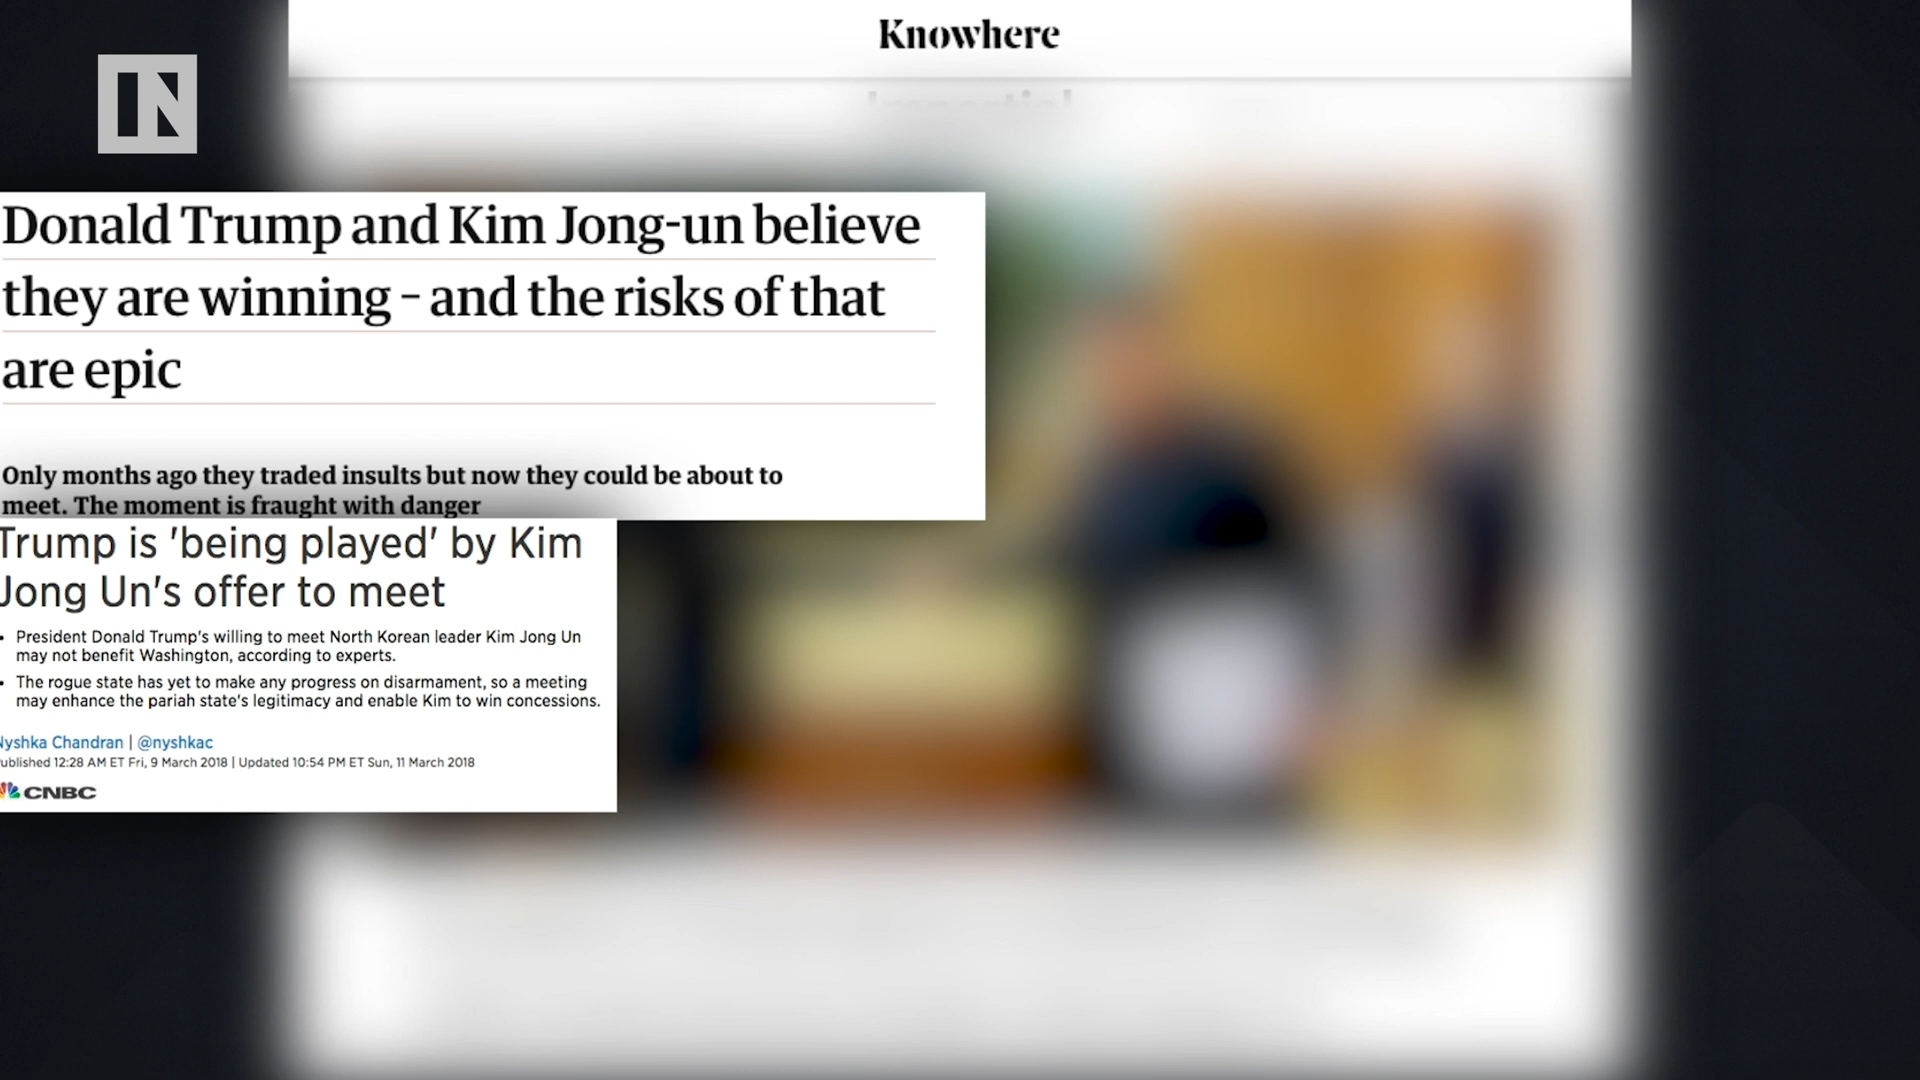 Knowhere
IN
Donald Trump and Kim Jong-un believe
they are winning – and the risks of that
are epic
Only months ago they traded insults but now they could be about to
meet. The moment is fraught with danger
Trump is 'being played' by Kim
Jong Un's offer to meet
• President Donald Trump's willing to meet North Korean leader Kim Jong Un
may not benefit Washington, according to experts.
• The rogue state has yet to make any progress on disarmament, so a meeting
may enhance the pariah state's legitimacy and enable Kim to win concessions.
Nyshka Chandran | @nyshkac
ublished 12:28 AM ET Fri, 9 March 2018 | Updated 10:54 PM ET Sun, 11 March 2018
CNBC